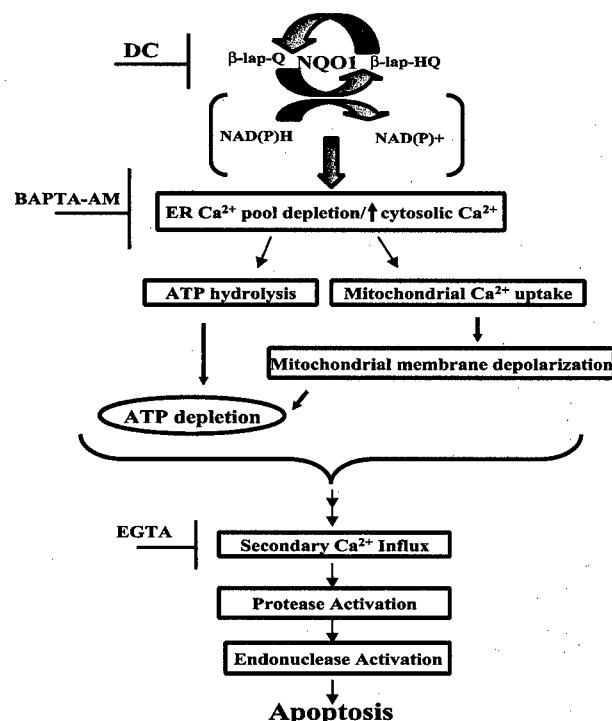 DC
β-lap-Q NQO1 β-lap-HQ
NAD(P)H NAD(P)+
BAPTA-AM
ER Ca²⁺ pool depletion/↑ cytosolic Ca²⁺
ATP hydrolysis Mitochondrial Ca²⁺ uptake
Mitochondrial membrane depolarization
ATP depletion
EGTA
Secondary Ca²⁺ Influx
Protease Activation
Endonuclease Activation
Apoptosis